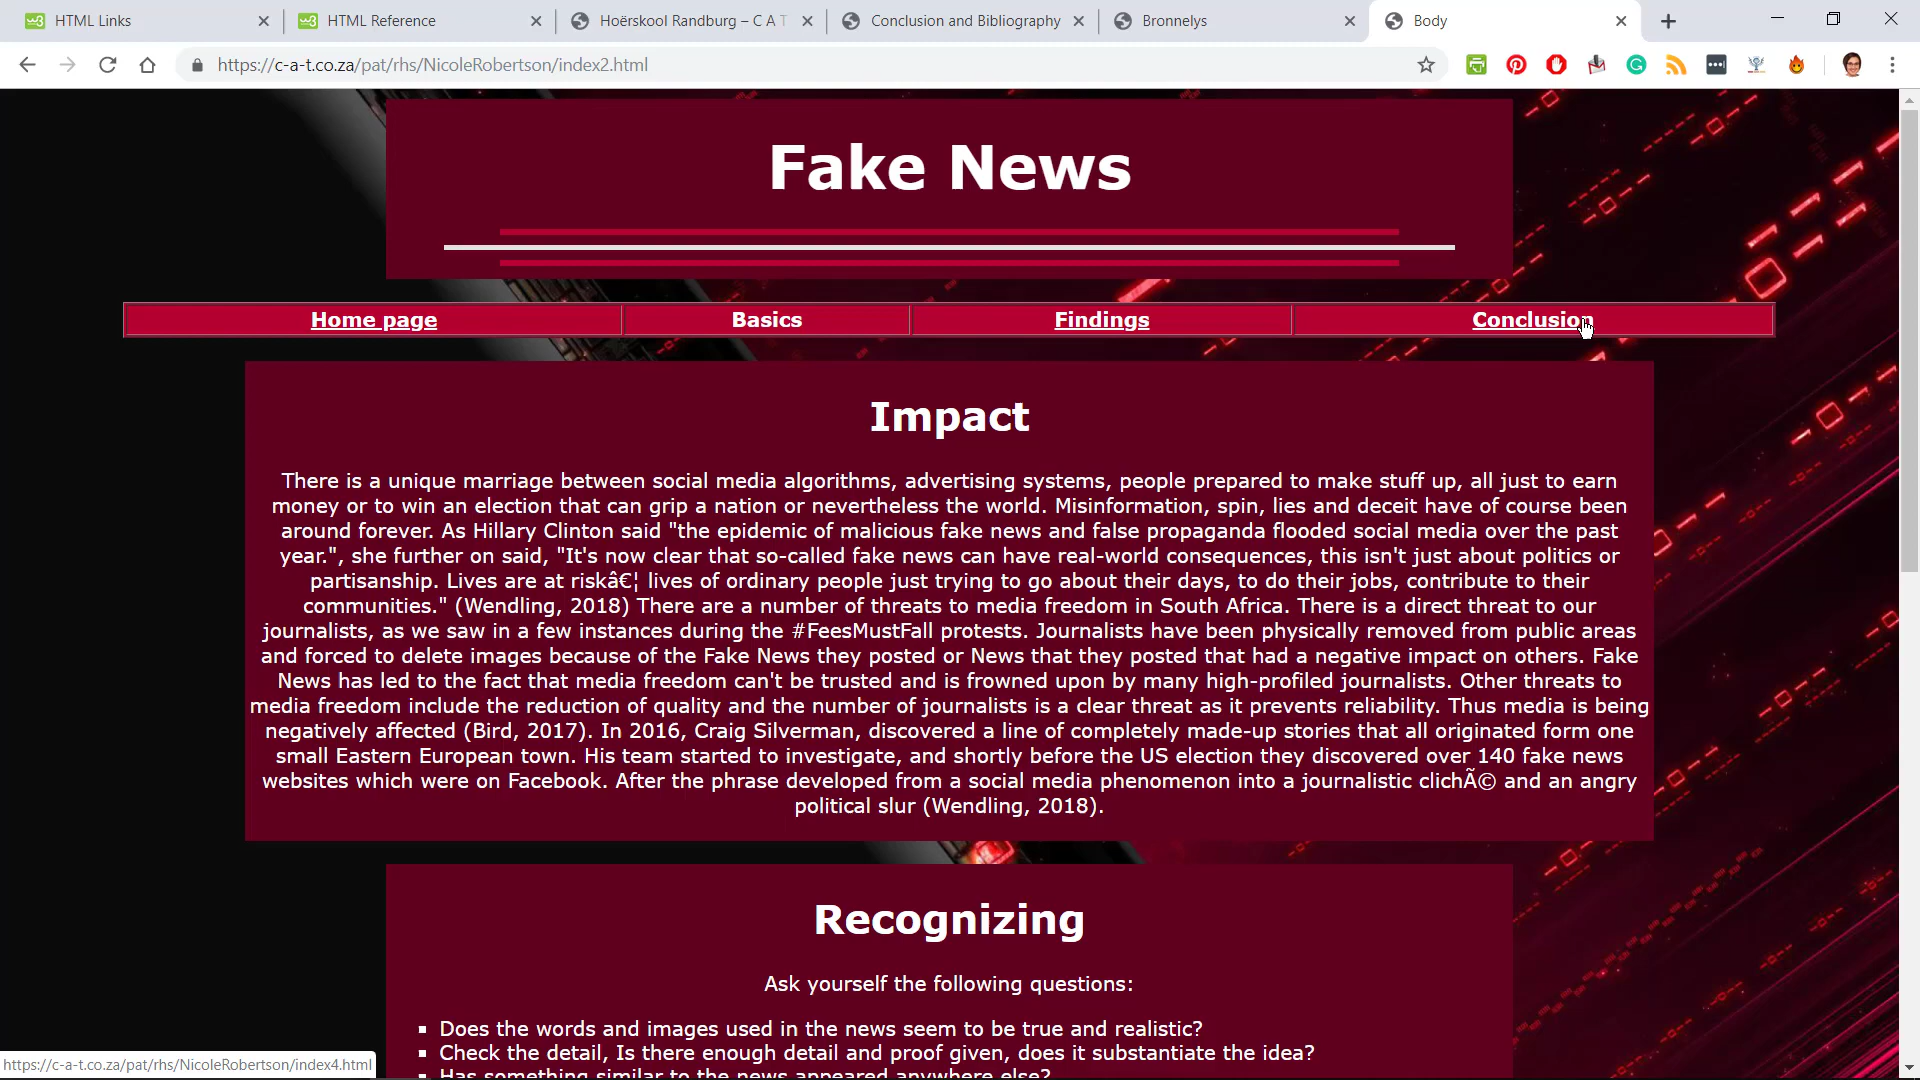 HTML Links
HTML Reference
Hoërskool Randburg – C A T
Conclusion and Bibliography
Bronnelys
Body
https://c-a-t.co.za/pat/rhs/NicoleRobertson/index2.html
Fake News
Home page Basics Findings Conclusion
Impact
There is a unique marriage between social media algorithms, advertising systems, people prepared to make stuff up, all just to earn
money or to win an election that can grip a nation or nevertheless the world. Misinformation, spin, lies and deceit have of course been
around forever. As Hillary Clinton said "the epidemic of malicious fake news and false propaganda flooded social media over the past
year.", she further on said, "It's now clear that so-called fake news can have real-world consequences, this isn't just about politics or
partisanship. Lives are at riskâ€¦ lives of ordinary people just trying to go about their days, to do their jobs, contribute to their
communities." (Wendling, 2018) There are a number of threats to media freedom in South Africa. There is a direct threat to our
journalists, as we saw in a few instances during the #FeesMustFall protests. Journalists have been physically removed from public areas
and forced to delete images because of the Fake News they posted or News that they posted that had a negative impact on others. Fake
News has led to the fact that media freedom can't be trusted and is frowned upon by many high-profiled journalists. Other threats to
media freedom include the reduction of quality and the number of journalists is a clear threat as it prevents reliability. Thus media is being
negatively affected (Bird, 2017). In 2016, Craig Silverman, discovered a line of completely made-up stories that all originated form one
small Eastern European town. His team started to investigate, and shortly before the US election they discovered over 140 fake news
websites which were on Facebook. After the phrase developed from a social media phenomenon into a journalistic clichÃ© and an angry
political slur (Wendling, 2018).
Recognizing
Ask yourself the following questions:
Does the words and images used in the news seem to be true and realistic?
Check the detail, Is there enough detail and proof given, does it substantiate the idea?
Has something similar to the news appeared anywhere else?
https://c-a-t.co.za/pat/rhs/NicoleRobertson/index4.html